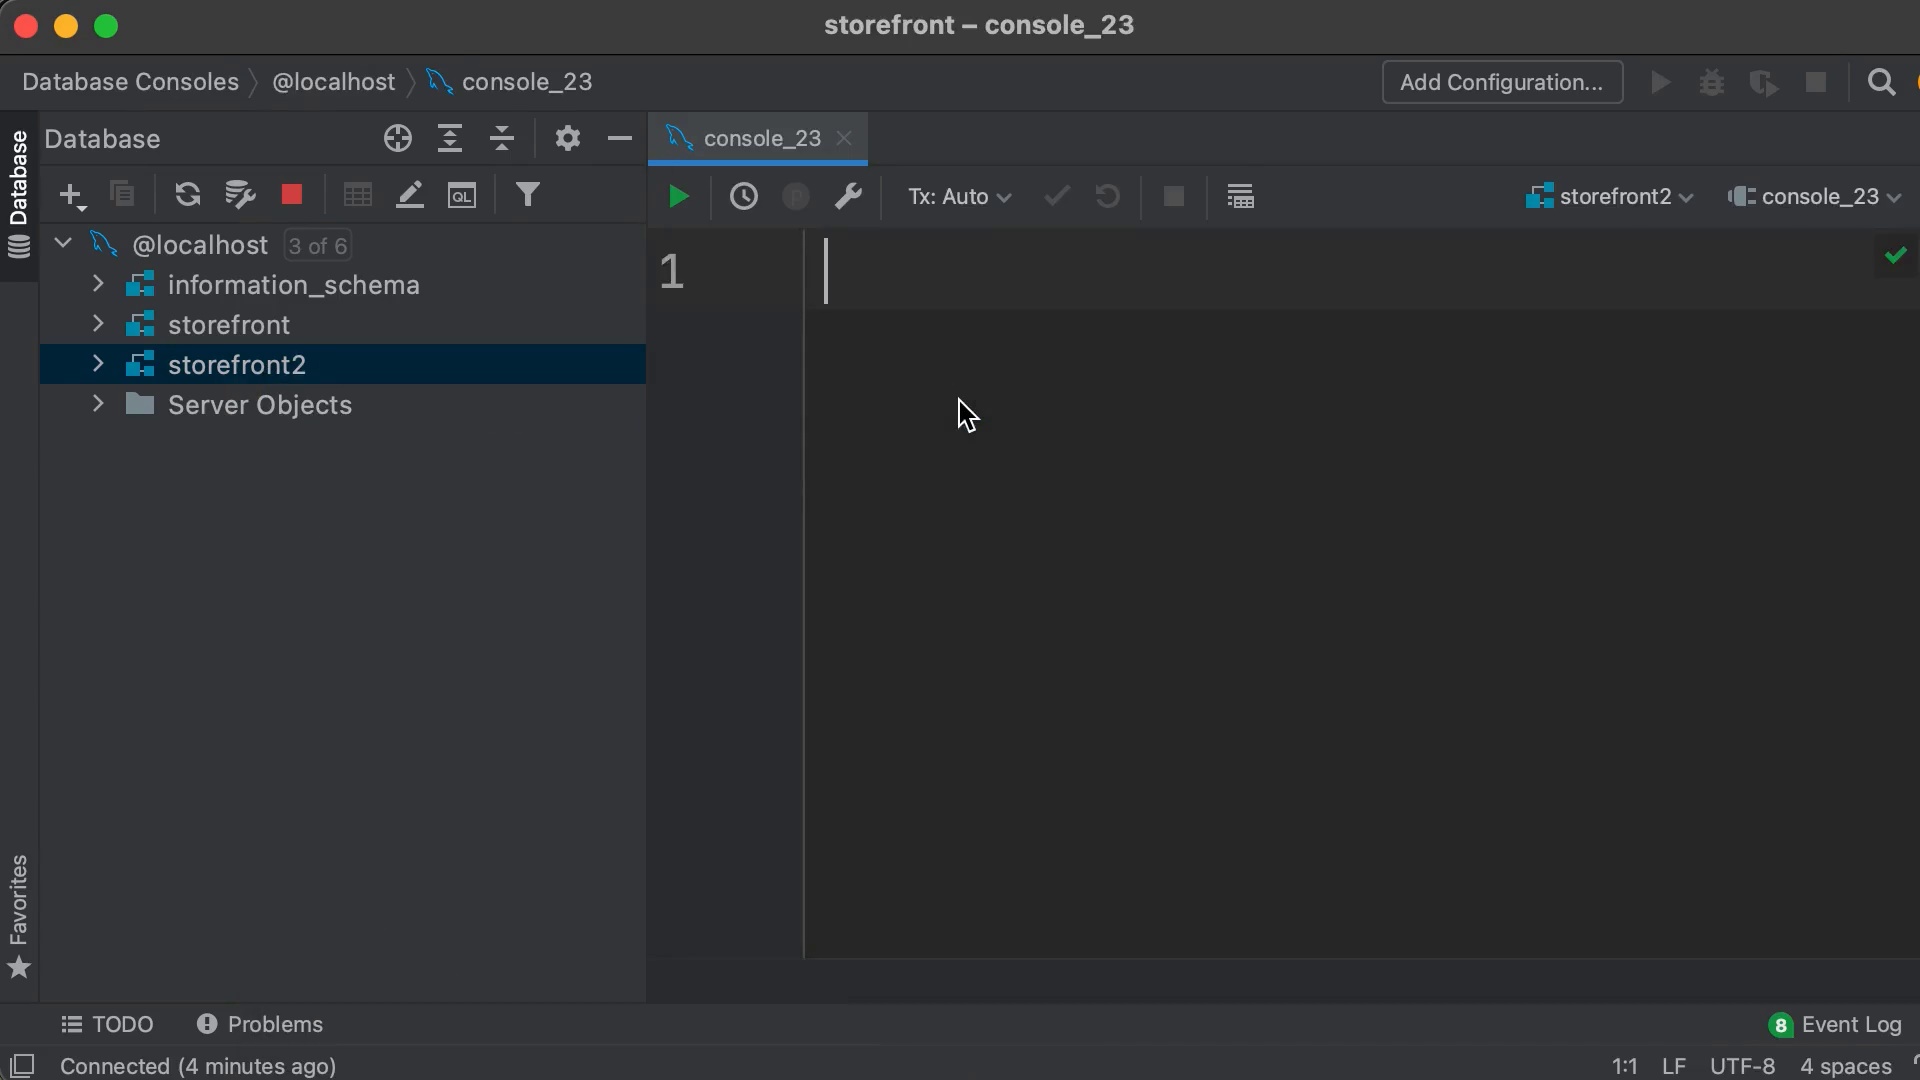 storefront – console_23
Database Consoles
@localhost
console_23
Add Configuration...
Database
Database
console_23
Tx: Auto
storefront2
console_23
@localhost 3 of 6
information_schema
storefront
storefront2
Server Objects
1
Favorites
TODO
Problems
8 Event Log
Connected (4 minutes ago)
1:1
LF
UTF-8
4 spaces